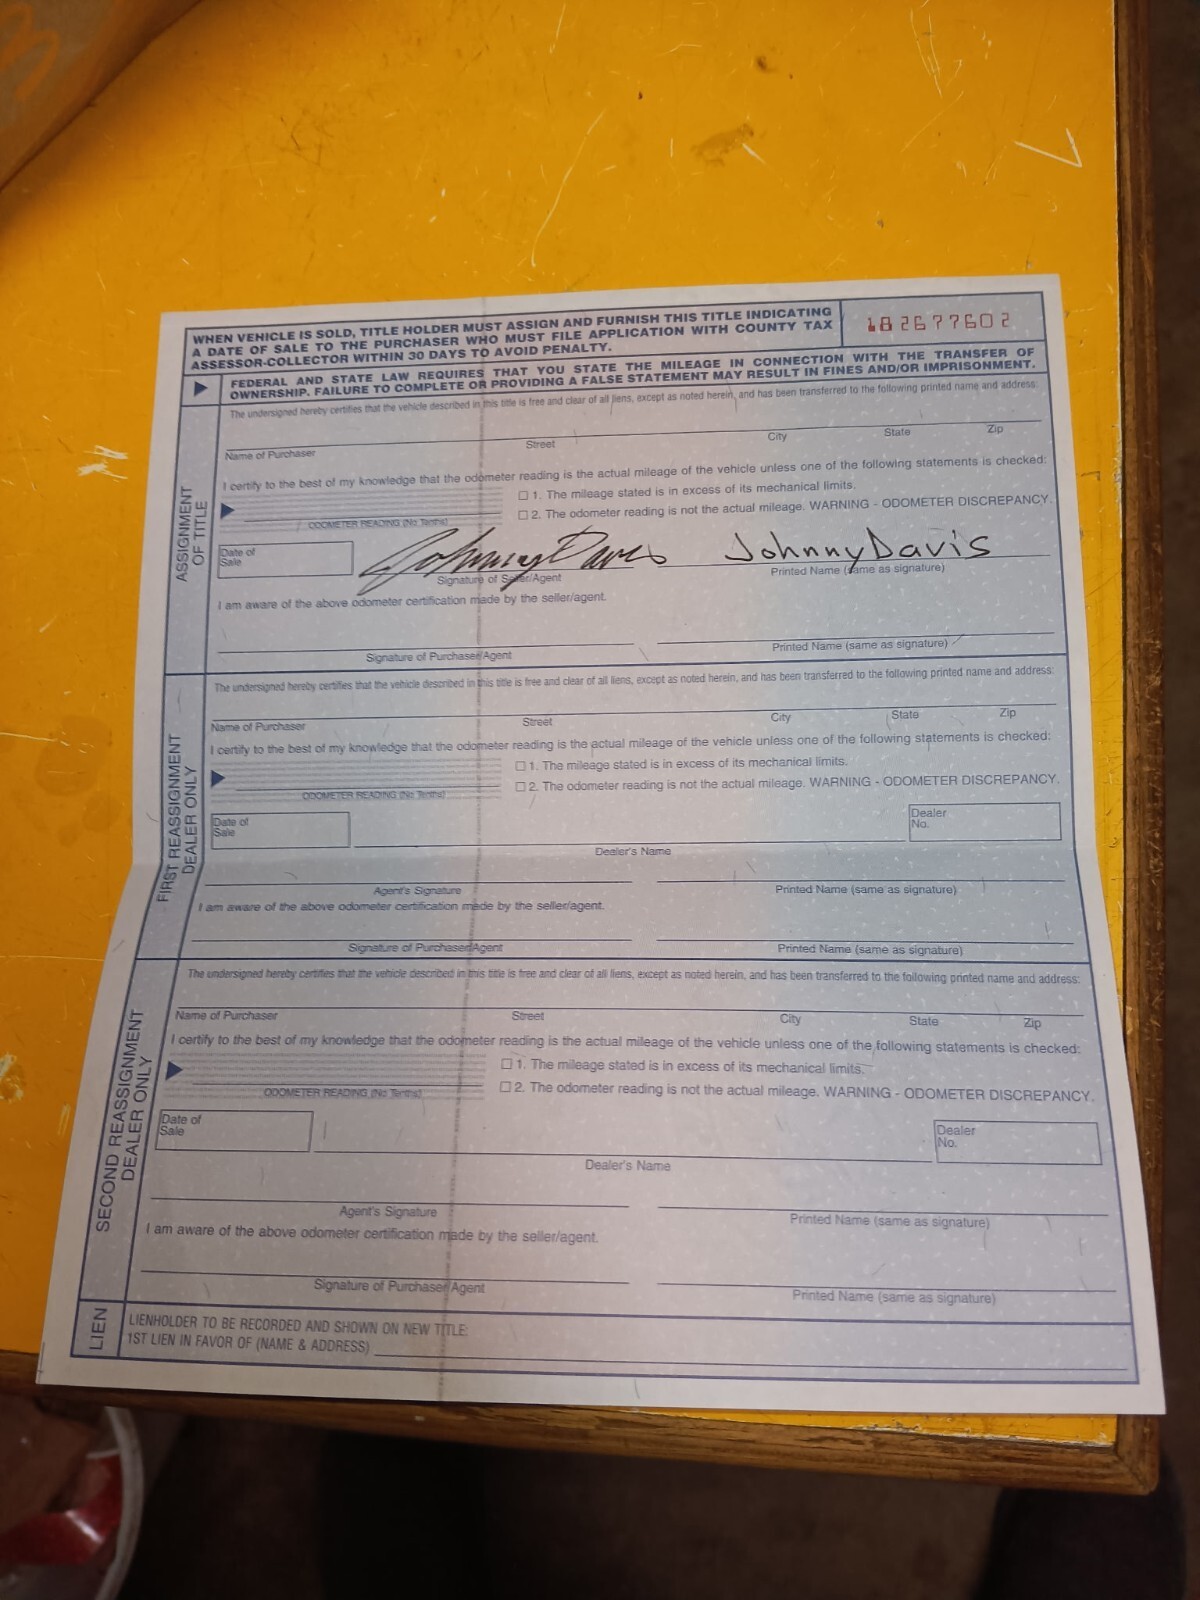 WHEN VEHICLE IS SOLD, TITLE HOLDER MUST ASSIGN AND FURNISH THIS TITLE INDICATING
A DATE OF SALE TO THE PURCHASER WHO MUST FILE APPLICATION WITH COUNTY TAX
ASSESSOR-COLLECTOR WITHIN 30 DAYS TO AVOID PENALTY.
18267７602
FEDERAL AND STATE LAW REQUIRES THAT YOU STATE THE MILEAGE IN CONNECTION WITH THE TRANSFER OF
OWNERSHIP. FAILURE TO COMPLETE OR PROVIDING A FALSE STATEMENT MAY RESULT IN FINES AND/OR IMPRISONMENT.
ASSIGNMENT
OF TITLE
The undersigned hereby certifies that the vehicle described in this title is free and clear of all liens, except as noted herein, and has been transferred to the following printed name and address:
Name of Purchaser Street City State Zip
I certify to the best of my knowledge that the odometer reading is the actual mileage of the vehicle unless one of the following statements is checked:
☐ 1. The mileage stated is in excess of its mechanical limits.
☐ 2. The odometer reading is not the actual mileage. WARNING - ODOMETER DISCREPANCY.
ODOMETER READING (No Tenths)
Date of
Sale
Johnny Davis Johnny Davis
Signature of Seller/Agent Printed Name (same as signature)
I am aware of the above odometer certification made by the seller/agent.
Signature of Purchaser/Agent Printed Name (same as signature)
FIRST REASSIGNMENT
DEALER ONLY
The undersigned hereby certifies that the vehicle described in this title is free and clear of all liens, except as noted herein, and has been transferred to the following printed name and address:
Name of Purchaser Street City State Zip
I certify to the best of my knowledge that the odometer reading is the actual mileage of the vehicle unless one of the following statements is checked:
☐ 1. The mileage stated is in excess of its mechanical limits.
☐ 2. The odometer reading is not the actual mileage. WARNING - ODOMETER DISCREPANCY.
ODOMETER READING (No Tenths)
Date of
Sale
Dealer
No.
Dealer's Name
Agent's Signature Printed Name (same as signature)
I am aware of the above odometer certification made by the seller/agent.
Signature of Purchaser/Agent Printed Name (same as signature)
SECOND REASSIGNMENT
DEALER ONLY
The undersigned hereby certifies that the vehicle described in this title is free and clear of all liens, except as noted herein, and has been transferred to the following printed name and address:
Name of Purchaser Street City State Zip
I certify to the best of my knowledge that the odometer reading is the actual mileage of the vehicle unless one of the following statements is checked:
☐ 1. The mileage stated is in excess of its mechanical limits.
☐ 2. The odometer reading is not the actual mileage. WARNING - ODOMETER DISCREPANCY.
ODOMETER READING (No Tenths)
Date of
Sale
Dealer
No.
Dealer's Name
Agent's Signature Printed Name (same as signature)
I am aware of the above odometer certification made by the seller/agent.
Signature of Purchaser/Agent Printed Name (same as signature)
LIEN
LIENHOLDER TO BE RECORDED AND SHOWN ON NEW TITLE:
1ST LIEN IN FAVOR OF (NAME & ADDRESS)